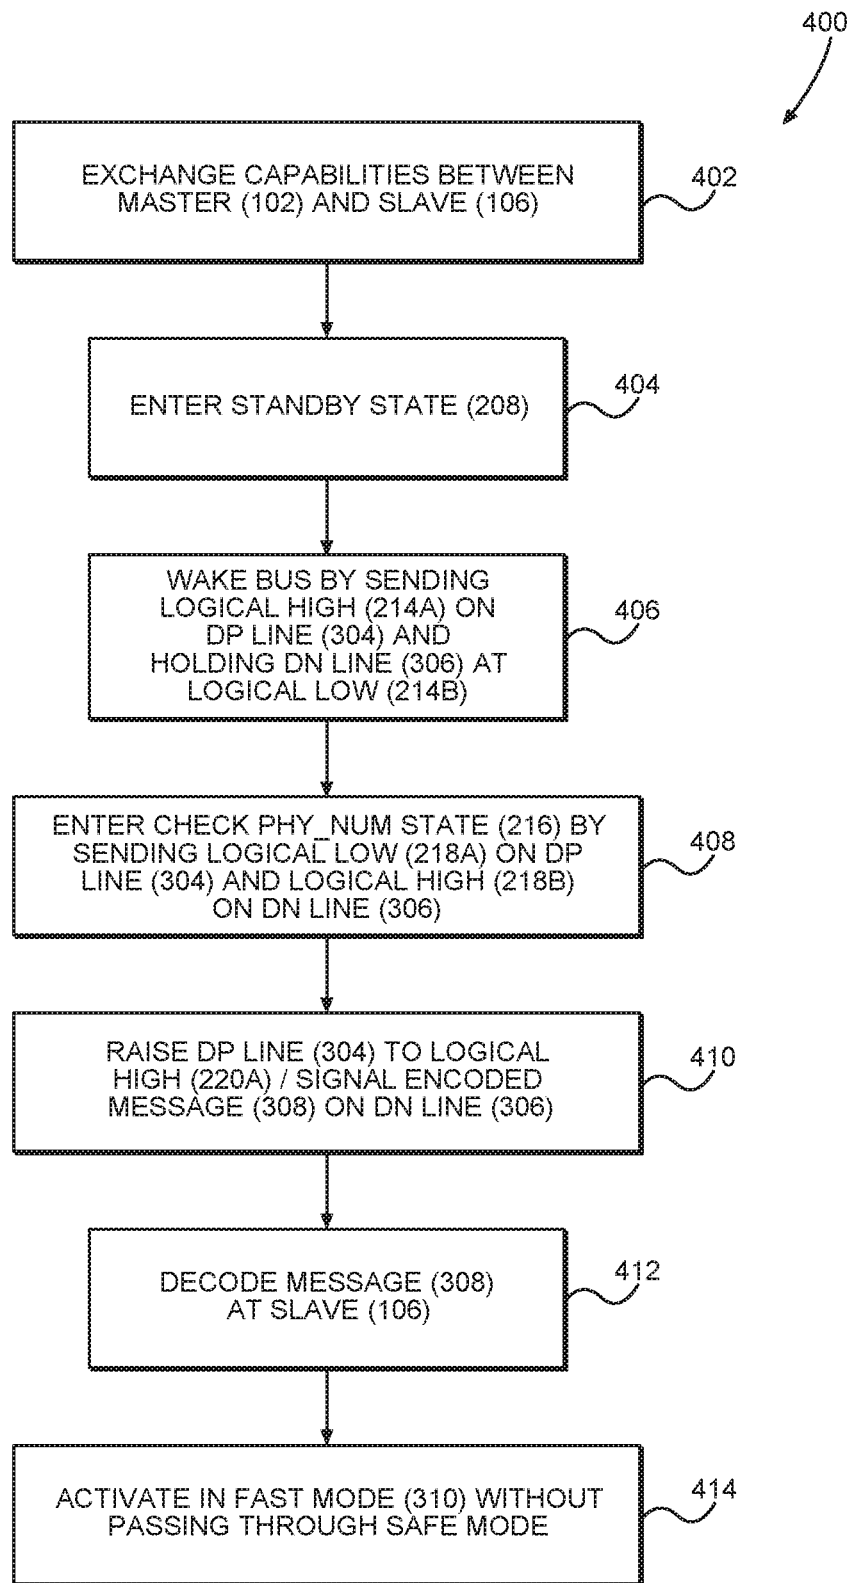 400
EXCHANGE CAPABILITIES BETWEEN
MASTER (102) AND SLAVE (106)
402
ENTER STANDBY STATE (208)
404
WAKE BUS BY SENDING
LOGICAL HIGH (214A) ON
DP LINE (304) AND
HOLDING DN LINE (306) AT
LOGICAL LOW (214B)
406
ENTER CHECK PHY_NUM STATE (216) BY
SENDING LOGICAL LOW (218A) ON DP
LINE (304) AND LOGICAL HIGH (218B)
ON DN LINE (306)
408
RAISE DP LINE (304) TO LOGICAL
HIGH (220A) / SIGNAL ENCODED
MESSAGE (308) ON DN LINE (306)
410
DECODE MESSAGE (308)
AT SLAVE (106)
412
ACTIVATE IN FAST MODE (310) WITHOUT
PASSING THROUGH SAFE MODE
414